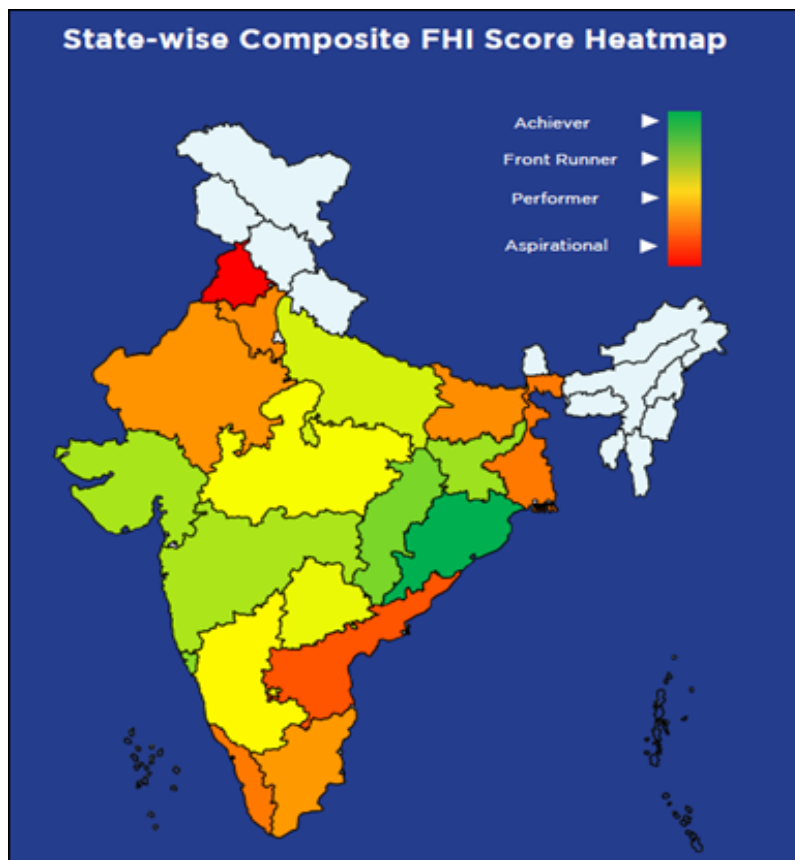 State-wise Composite FHI Score Heatmap
Achiever
Front Runner
Performer
Aspirational